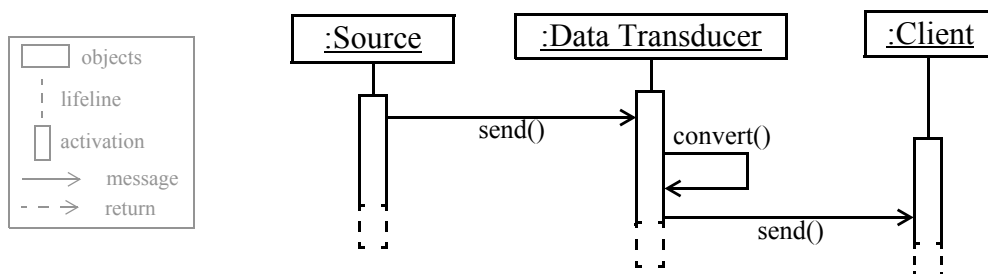 objects
lifeline
activation
message
return
:Source
:Data Transducer
:Client
send()
convert()
send()